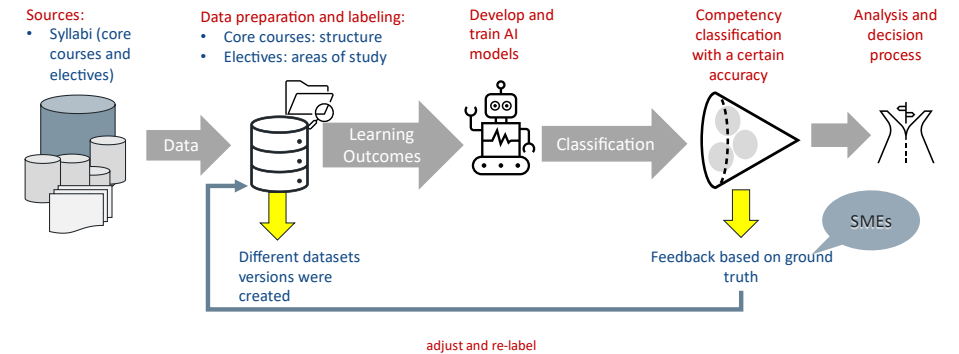 Sources:
• Syllabi (core
courses and
electives)
Data preparation and labeling:
• Core courses: structure
• Electives: areas of study
Develop and
train AI
models
Competency
classification
with a certain
accuracy
Analysis and
decision
process
Data
Learning
Outcomes
Classification
SMEs
Different datasets
versions were
created
Feedback based on ground
truth
adjust and re-label